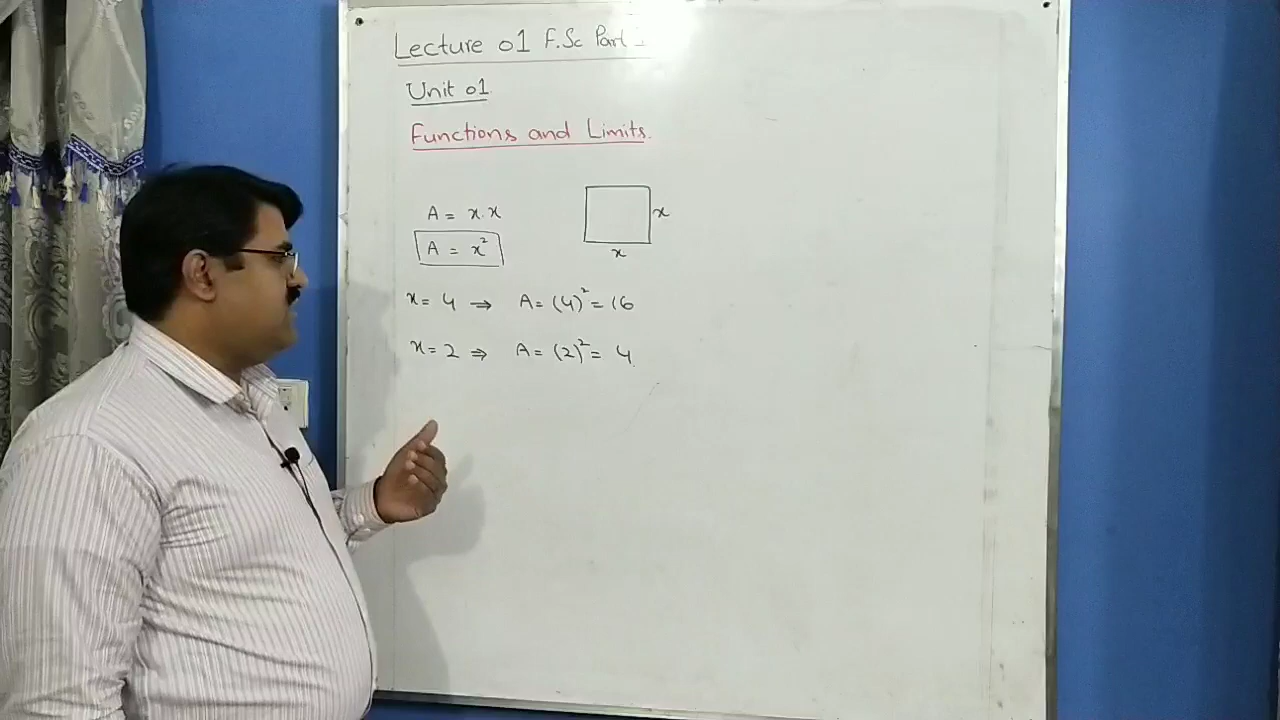 Lecture 01 F.Sc Part
Unit 01.
Functions and Limits.
A = x.x
x
A = x²
x
x = 4 ⇒ A = (4)² = 16
x = 2 ⇒ A = (2)² = 4.